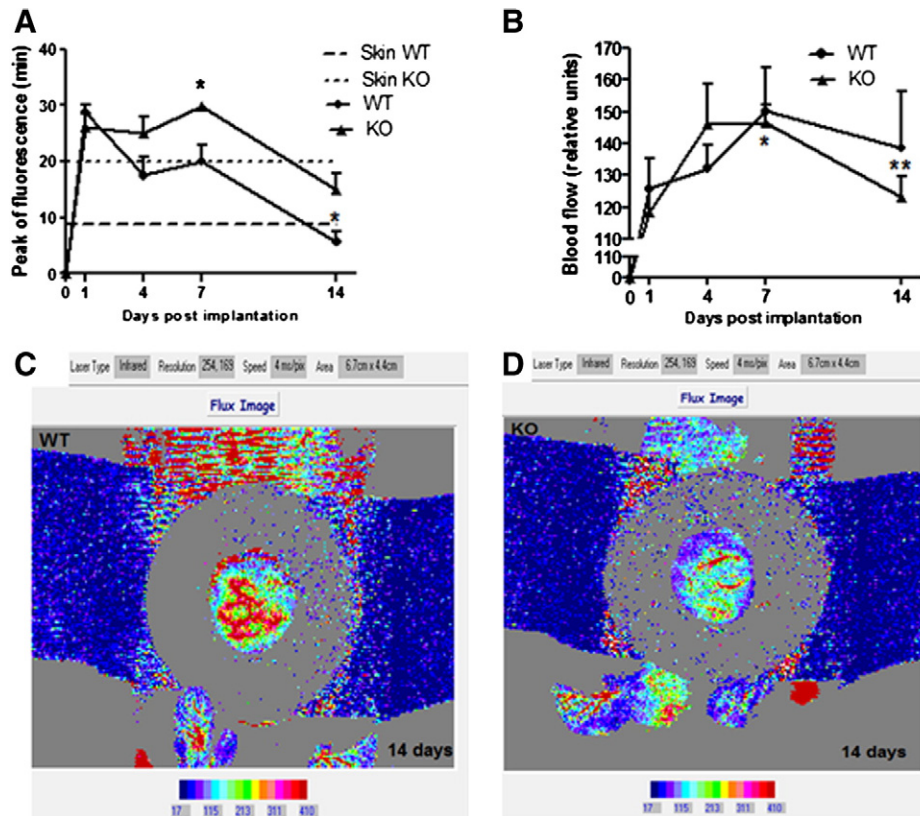 A
Peak of fluorescence (min)
40
30
20
10
0
0 1 4 7 14
Days post implantation
Skin WT
Skin KO
WT
KO
*
*
B
Blood flow (relative units)
170
160
150
140
130
120
110
110
0
0 1 4 7 14
Days post implantation
WT
KO
*
**
C
Laser Type Infrared Resolution 254, 169 Speed 4 ms/pix Area 6.7cm x 4.4cm
Flux Image
WT
14 days
17 115 213 311 410
D
Laser Type Infrared Resolution 254, 169 Speed 4 ms/pix Area 6.7cm x 4.4cm
Flux Image
KO
14 days
17 115 213 311 410